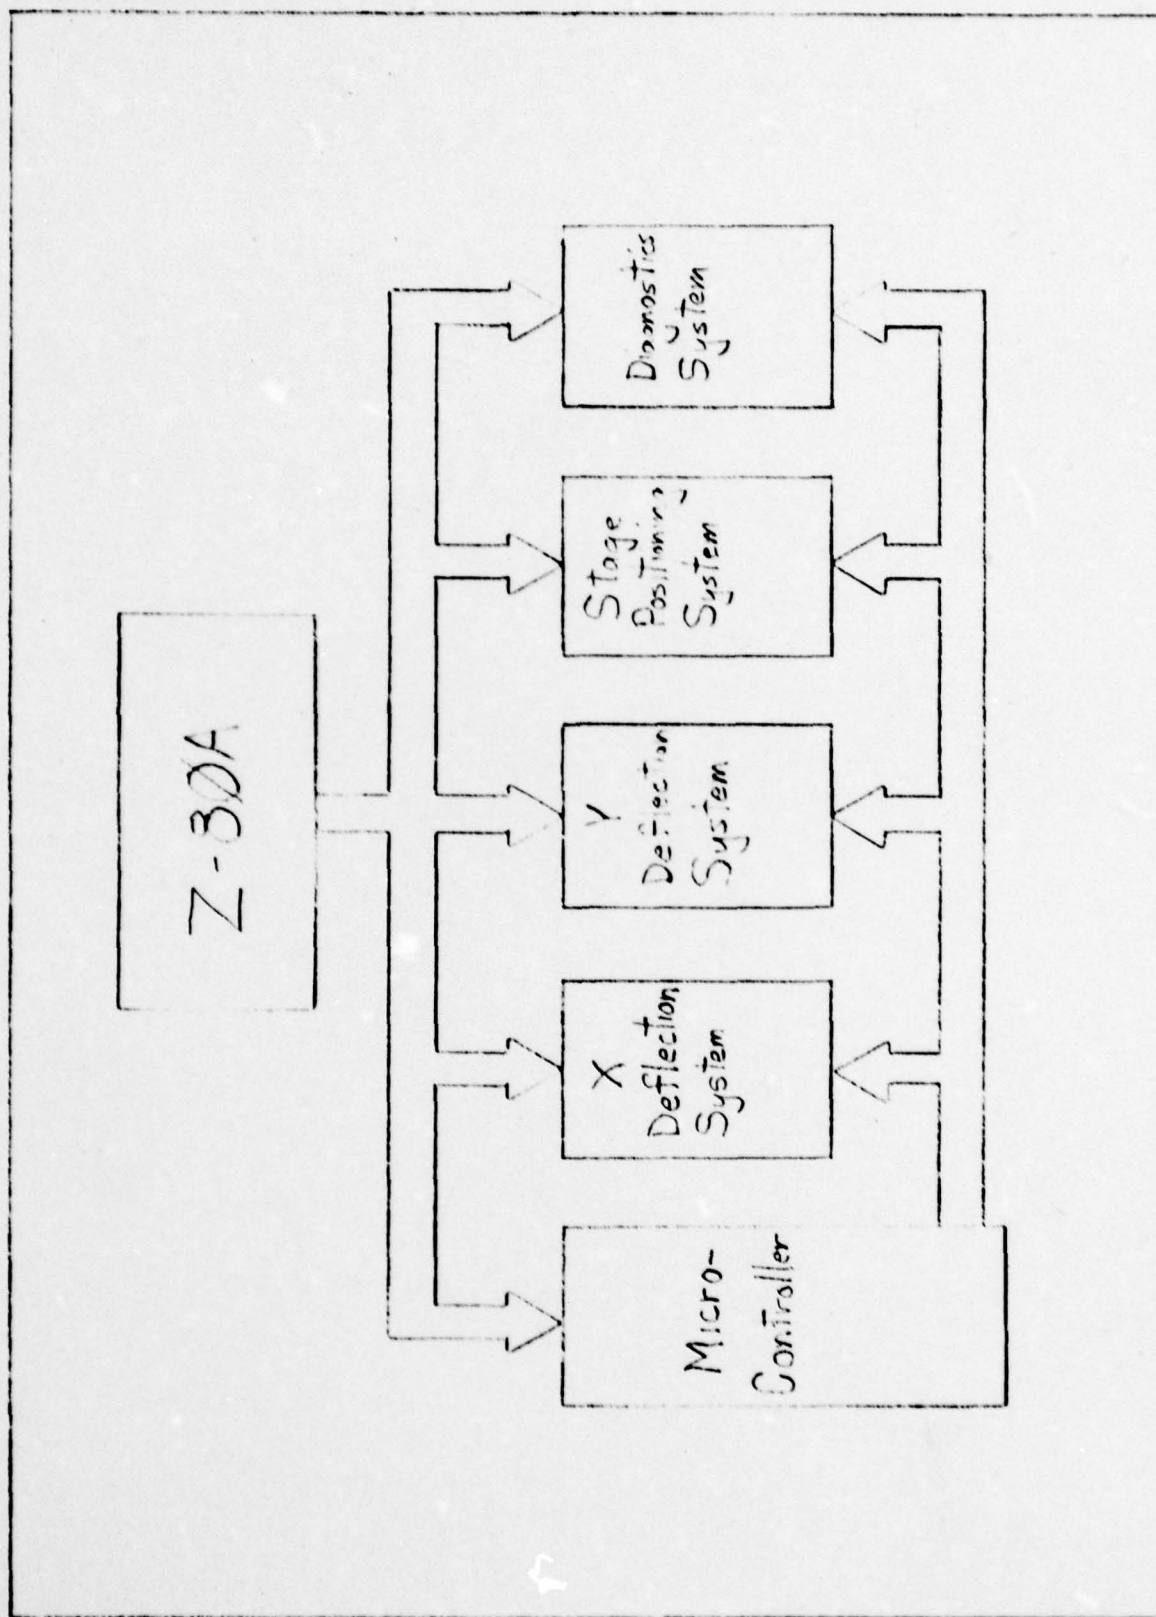 Z-80A
Micro-
Controller
X
Deflection
System
Y
Deflection
System
Stage
Positioning
System
Diagnostics
System